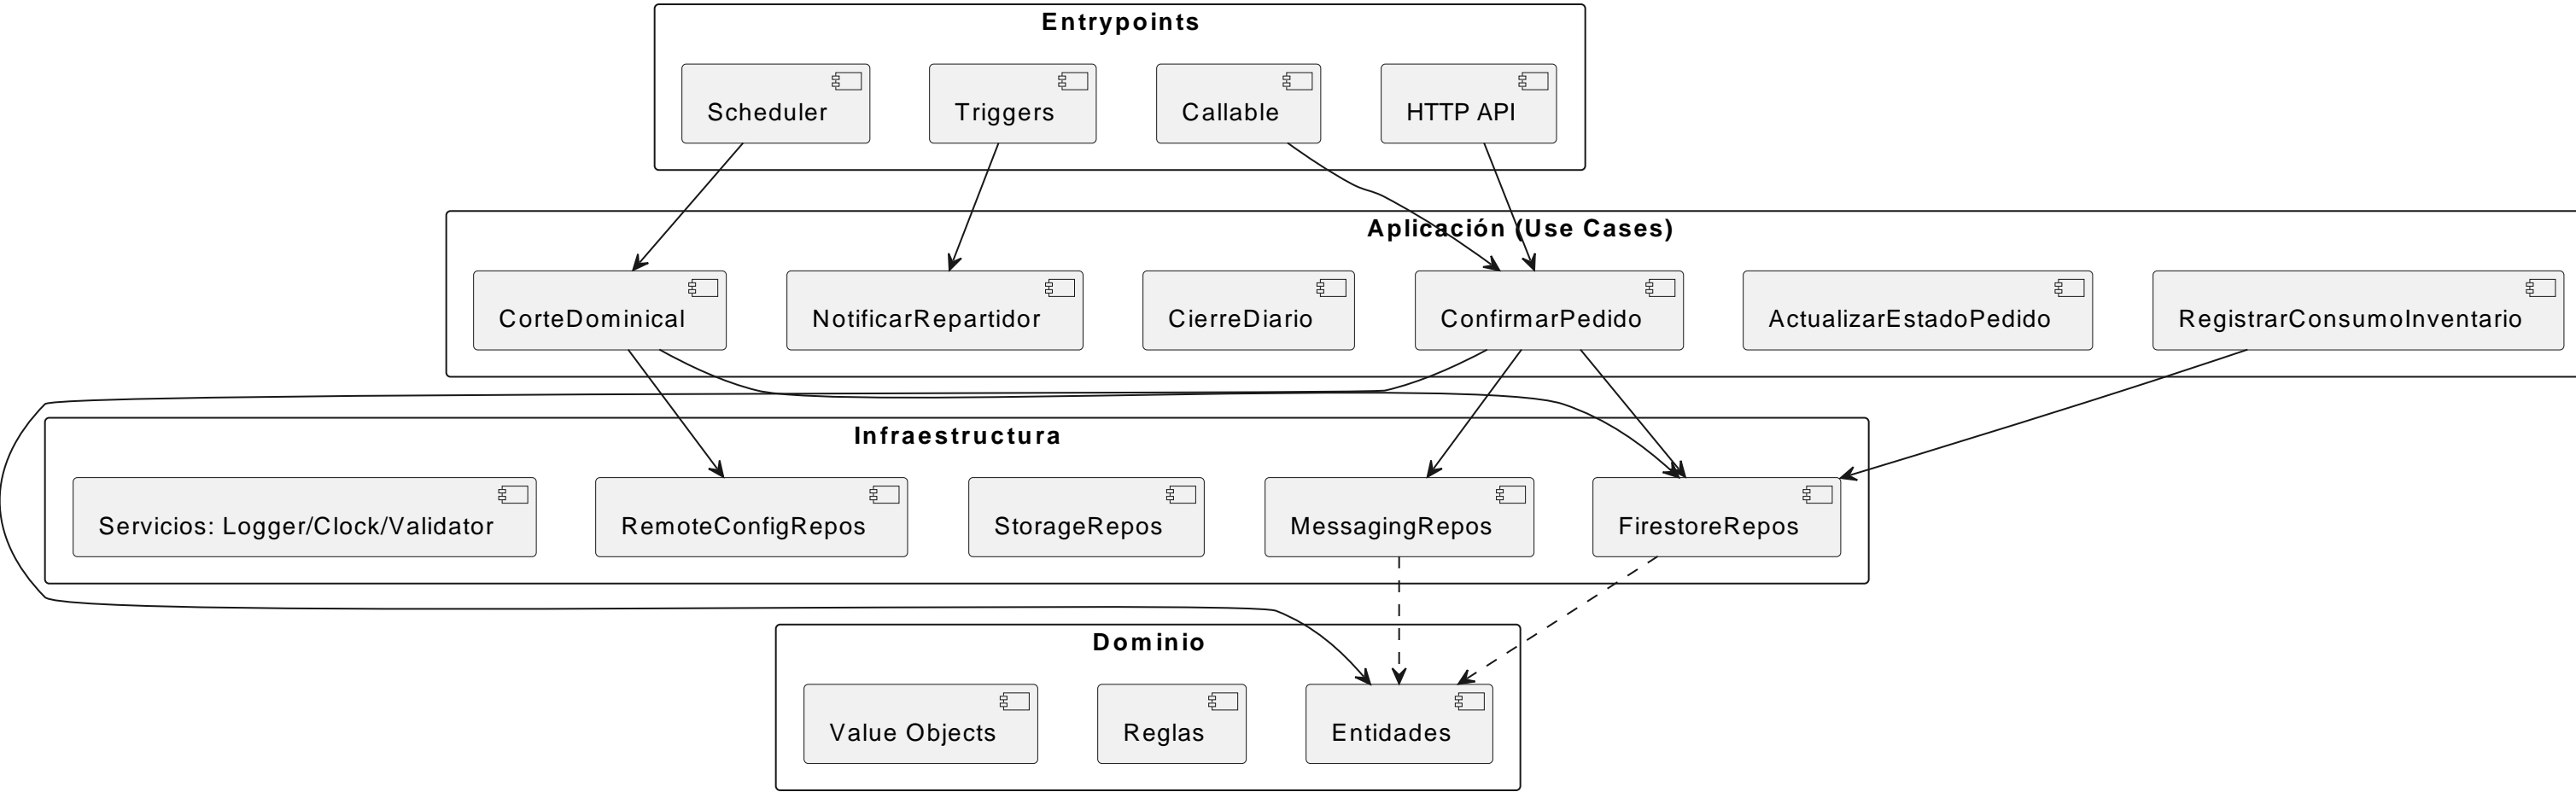 Entrypoints
Scheduler
Triggers
Callable
HTTP API
Aplicación (Use Cases)
CorteDominical
NotificarRepartidor
CierreDiario
ConfirmarPedido
ActualizarEstadoPedido
RegistrarConsumoInventario
Infraestructura
Servicios: Logger/Clock/Validator
RemoteConfigRepos
StorageRepos
MessagingRepos
FirestoreRepos
Dominio
Value Objects
Reglas
Entidades